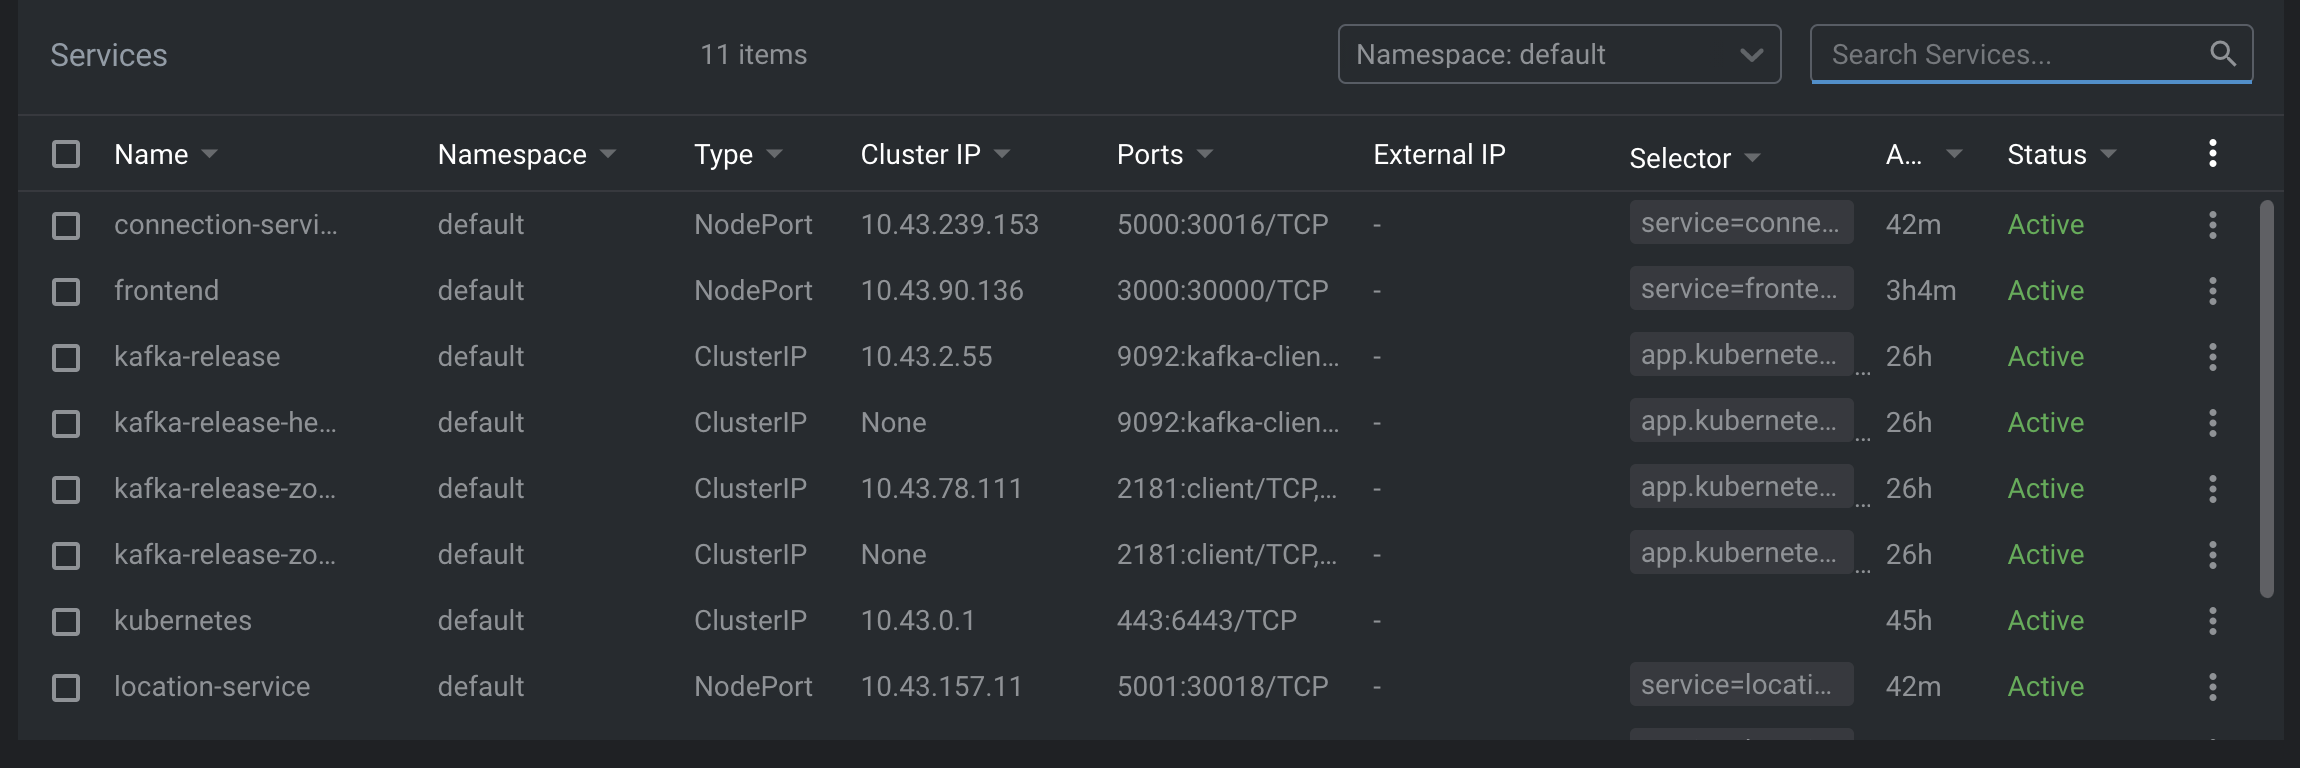 Services 11 items Namespace: default Search Services...
Name Namespace Type Cluster IP Ports External IP Selector A... Status
connection-servi... default NodePort 10.43.239.153 5000:30016/TCP - service=conne... 42m Active
frontend default NodePort 10.43.90.136 3000:30000/TCP - service=fronte... 3h4m Active
kafka-release default ClusterIP 10.43.2.55 9092:kafka-clien... - app.kubernete... ... 26h Active
kafka-release-he... default ClusterIP None 9092:kafka-clien... - app.kubernete... ... 26h Active
kafka-release-zo... default ClusterIP 10.43.78.111 2181:client/TCP,... - app.kubernete... ... 26h Active
kafka-release-zo... default ClusterIP None 2181:client/TCP,... - app.kubernete... ... 26h Active
kubernetes default ClusterIP 10.43.0.1 443:6443/TCP - 45h Active
location-service default NodePort 10.43.157.11 5001:30018/TCP - service=locati... 42m Active